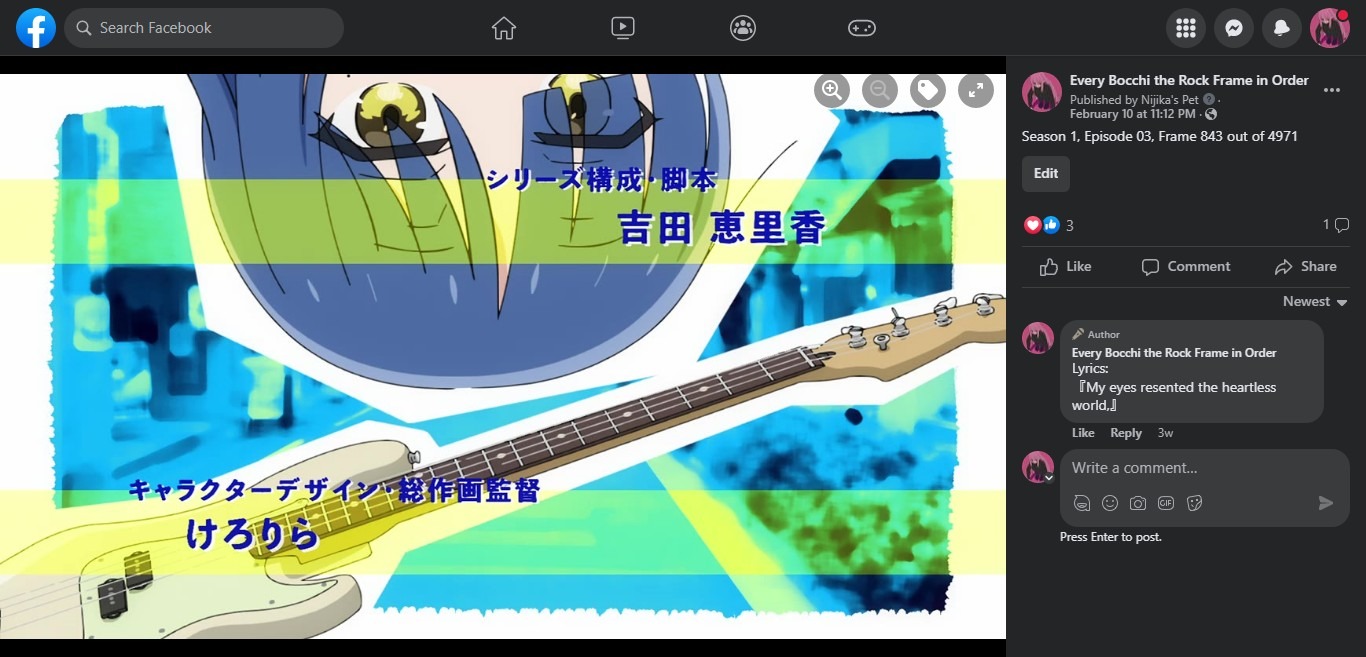 Search Facebook
シリーズ構成・脚本
吉田 恵里香
キャラクターデザイン・総作画監督
けろりら
Every Bocchi the Rock Frame in Order
Published by Nijika's Pet ·
February 10 at 11:12 PM ·
Season 1, Episode 03, Frame 843 out of 4971
Edit
3
1
Like Comment Share
Newest
Author
Every Bocchi the Rock Frame in Order
Lyrics:
『My eyes resented the heartless
world,』
Like Reply 3w
Write a comment...
GIF
Press Enter to post.